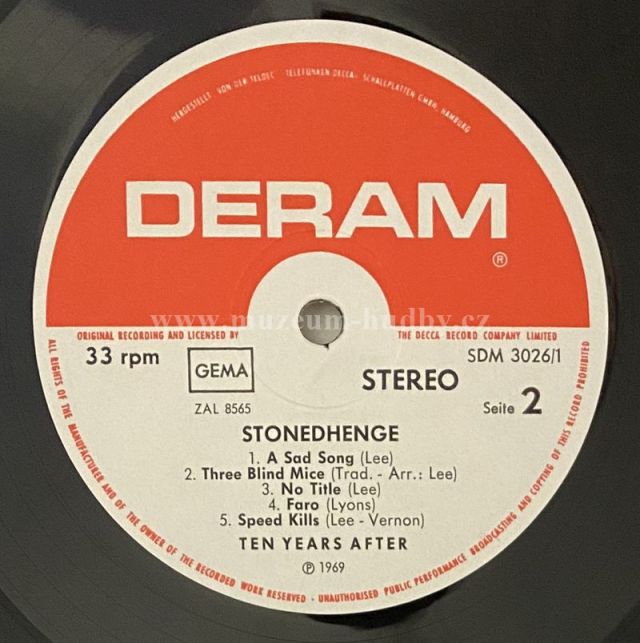 HERGESTELLT VON DER TELDEC · TELEFUNKEN-DECCA-SCHALLPLATTEN GMBH, HAMBURG
DERAM
®
www.muzeum-hudby.cz
ORIGINAL RECORDING AND LICENSED BY
THE DECCA RECORD COMPANY LIMITED
33 rpm
GEMA
STEREO
SDM 3026/1
ZAL 8565
Seite 2
STONEDHENGE
1. A Sad Song (Lee)
2. Three Blind Mice (Trad. - Arr.: Lee)
3. No Title (Lee)
4. Faro (Lyons)
5. Speed Kills (Lee - Vernon)
TEN YEARS AFTER
℗ 1969
ALL RIGHTS OF THE MANUFACTURER AND OF THE OWNER OF THE RECORDED WORK RESERVED - UNAUTHORISED PUBLIC PERFORMANCE BROADCASTING AND COPYING OF THIS RECORD PROHIBITED